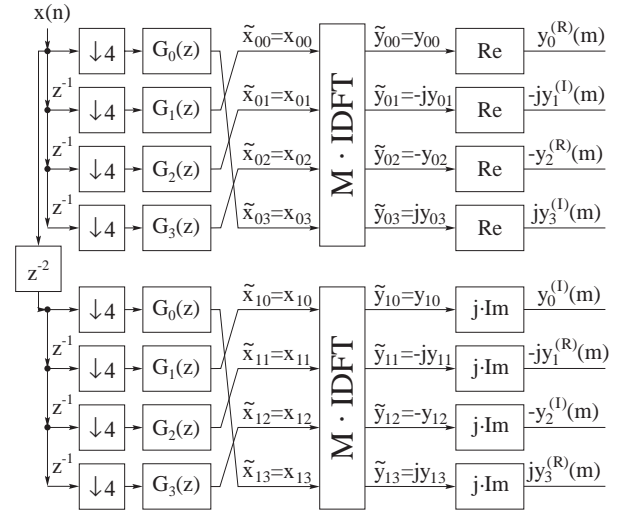 x(n)
↓4 G₀(z) x̃₀₀=x₀₀ ỹ₀₀=y₀₀ Re y₀⁽ᴿ⁾(m)
z⁻¹ ↓4 G₁(z) x̃₀₁=x₀₁ ỹ₀₁=-jy₀₁ Re -jy₁⁽ᴵ⁾(m)
z⁻¹ ↓4 G₂(z) x̃₀₂=x₀₂ ỹ₀₂=-y₀₂ Re -y₂⁽ᴿ⁾(m)
z⁻¹ ↓4 G₃(z) x̃₀₃=x₀₃ ỹ₀₃=jy₀₃ Re jy₃⁽ᴵ⁾(m)
M · IDFT
z⁻²
↓4 G₀(z) x̃₁₀=x₁₀ ỹ₁₀=y₁₀ j·Im y₀⁽ᴵ⁾(m)
z⁻¹ ↓4 G₁(z) x̃₁₁=x₁₁ ỹ₁₁=-jy₁₁ j·Im -jy₁⁽ᴿ⁾(m)
z⁻¹ ↓4 G₂(z) x̃₁₂=x₁₂ ỹ₁₂=-y₁₂ j·Im -y₂⁽ᴵ⁾(m)
z⁻¹ ↓4 G₃(z) x̃₁₃=x₁₃ ỹ₁₃=jy₁₃ j·Im jy₃⁽ᴿ⁾(m)
M · IDFT